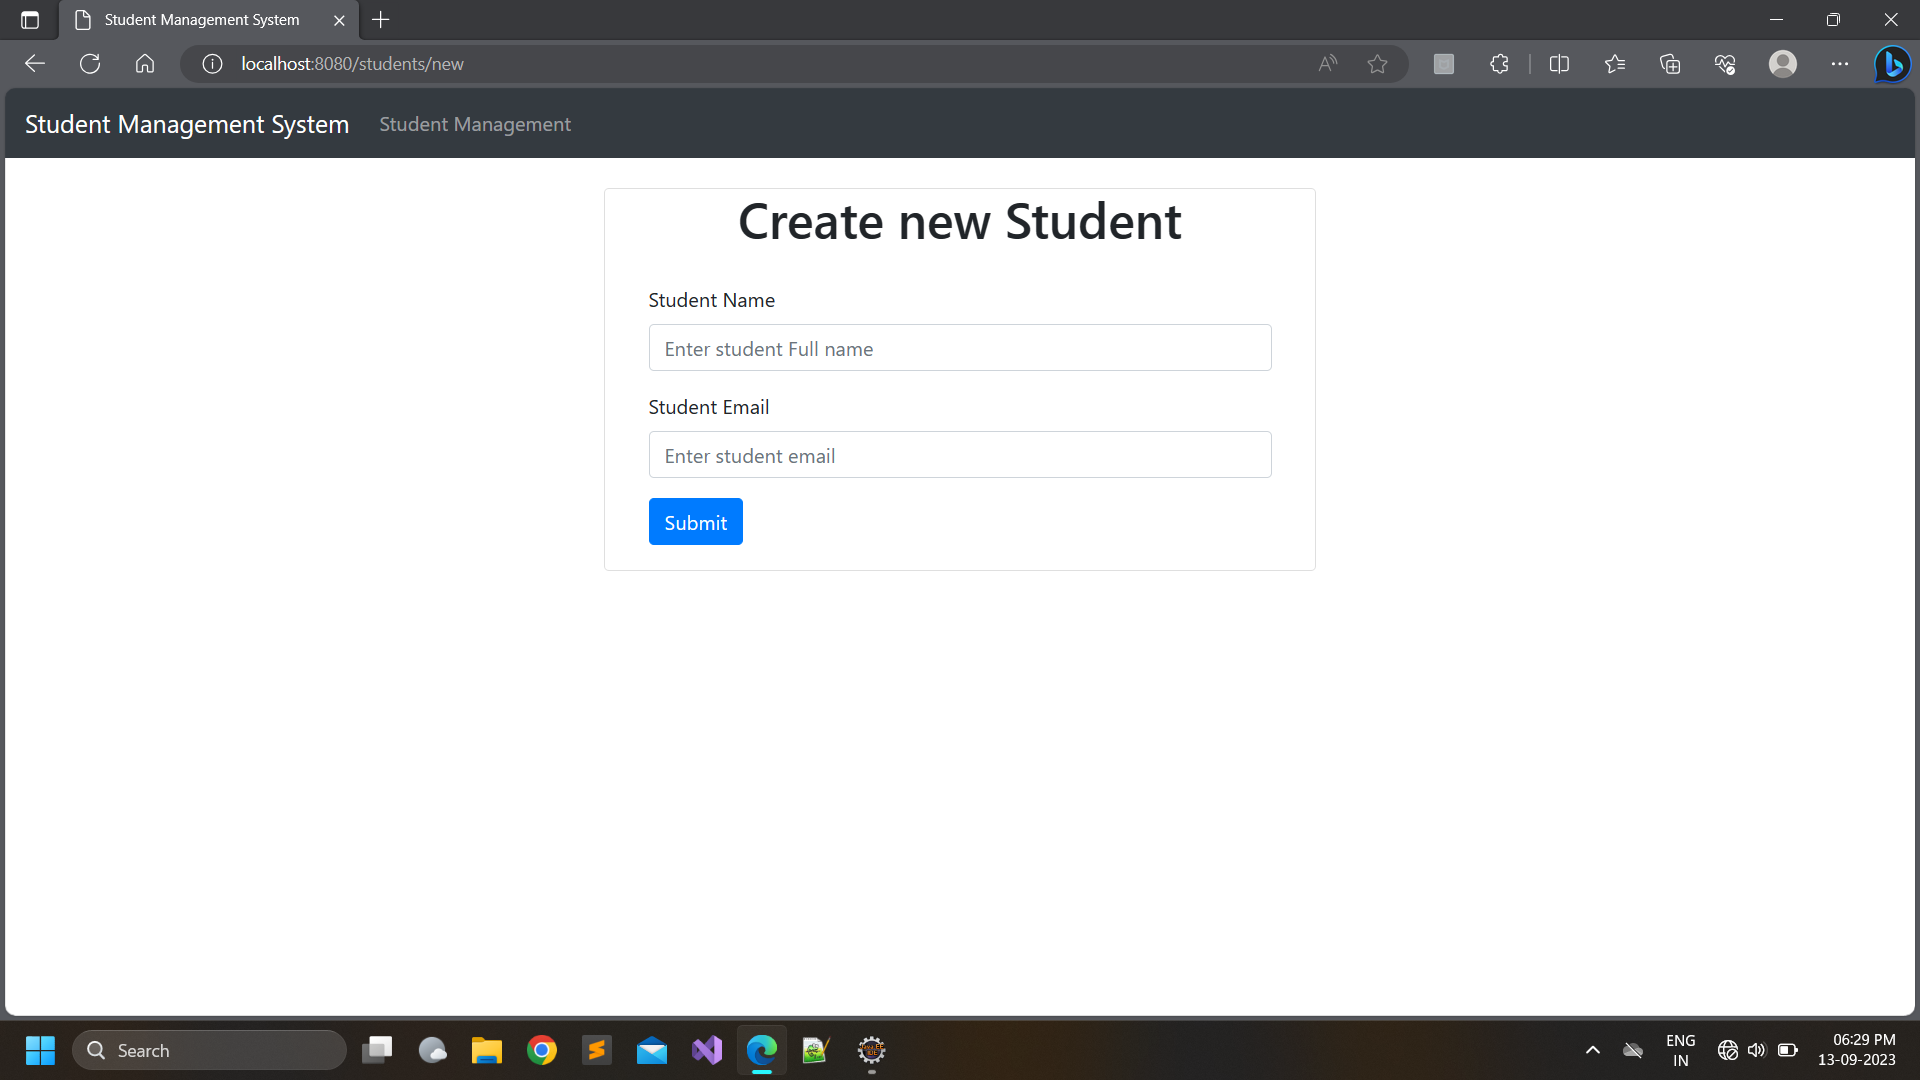 Student Management System
localhost:8080/students/new
Student Management System Student Management
Create new Student
Student Name
Enter student Full name
Student Email
Enter student email
Submit
Search
ENG
IN
06:29 PM
13-09-2023